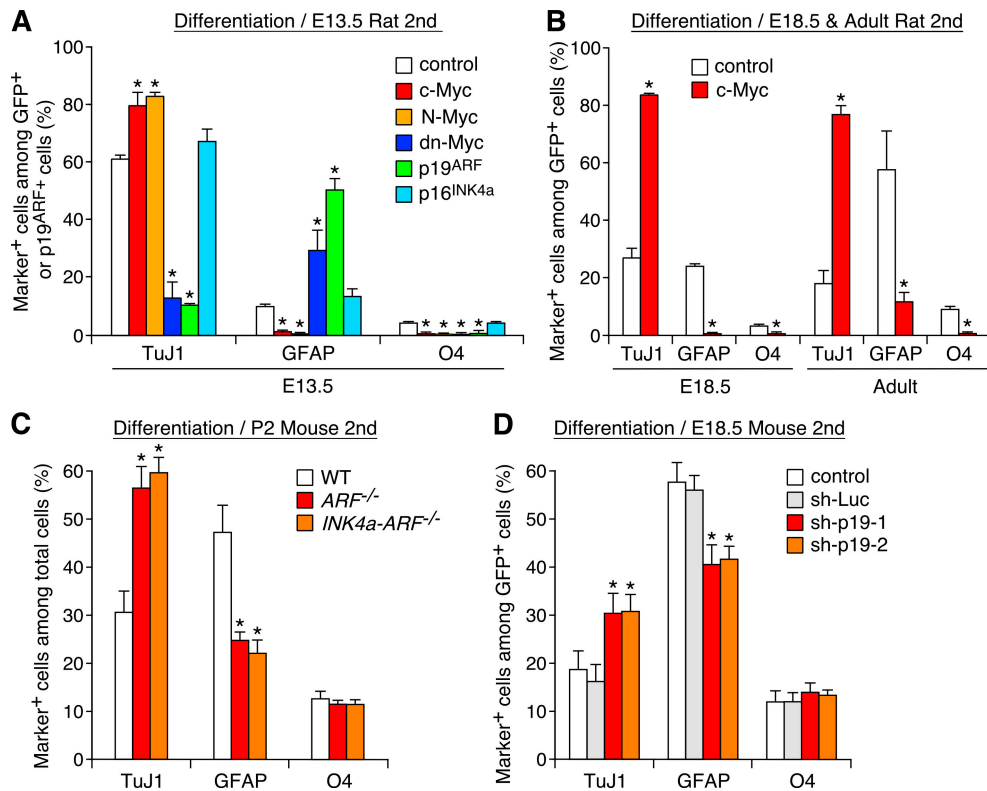 A
Differentiation / E13.5 Rat 2nd
Marker+ cells among GFP+
or p19ARF+ cells (%)
100
80
60
40
20
0
control
c-Myc
N-Myc
dn-Myc
p19ARF
p16INK4a
* *
* *
* *
* *
* * * *
TuJ1 GFAP O4
E13.5
B
Differentiation / E18.5 & Adult Rat 2nd
Marker+ cells among GFP+ cells (%)
100
80
60
40
20
0
control
c-Myc
* * * * * *
TuJ1 GFAP O4 TuJ1 GFAP O4
E18.5 Adult
C
Differentiation / P2 Mouse 2nd
Marker+ cells among total cells (%)
60
50
40
30
20
10
0
WT
ARF-/-
INK4a-ARF-/-
* *
* *
TuJ1 GFAP O4
D
Differentiation / E18.5 Mouse 2nd
Marker+ cells among GFP+ cells (%)
60
50
40
30
20
10
0
control
sh-Luc
sh-p19-1
sh-p19-2
* *
* *
TuJ1 GFAP O4